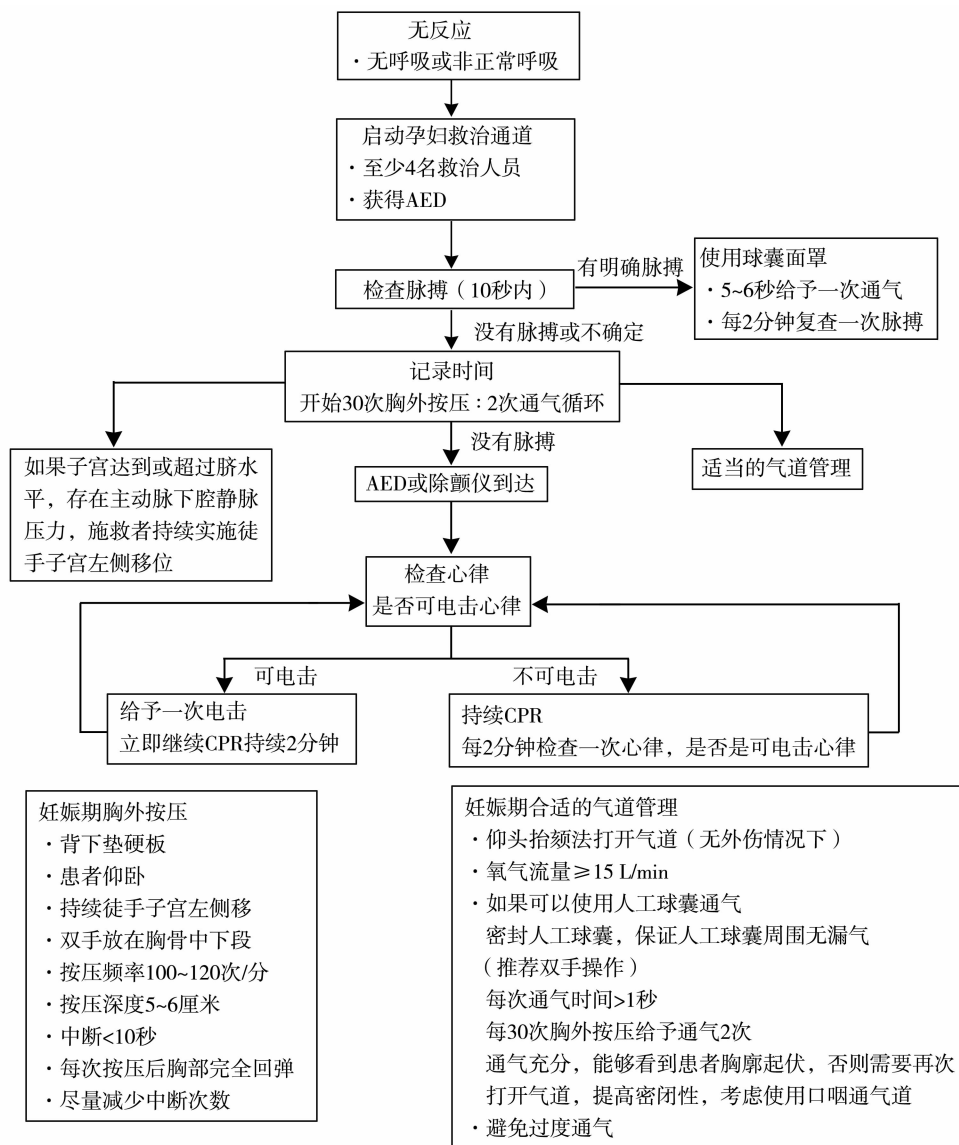 无反应
·无呼吸或非正常呼吸
启动孕妇救治通道
·至少4名救治人员
·获得AED
检查脉搏（10秒内）
有明确脉搏
使用球囊面罩
·5~6秒给予一次通气
·每2分钟复查一次脉搏
没有脉搏或不确定
记录时间
开始30次胸外按压：2次通气循环
如果子宫达到或超过脐水
平，存在主动脉下腔静脉
压力，施救者持续实施徒
手子宫左侧移位
没有脉搏
适当的气道管理
AED或除颤仪到达
检查心律
是否可电击心律
可电击
不可电击
给予一次电击
立即继续CPR持续2分钟
持续CPR
每2分钟检查一次心律，是否是可电击心律
妊娠期胸外按压
·背下垫硬板
·患者仰卧
·持续徒手子宫左侧移
·双手放在胸骨中下段
·按压频率100~120次/分
·按压深度5~6厘米
·中断<10秒
·每次按压后胸部完全回弹
·尽量减少中断次数
妊娠期合适的气道管理
·仰头抬颏法打开气道（无外伤情况下）
·氧气流量≥15 L/min
·如果可以使用人工球囊通气
密封人工球囊，保证人工球囊周围无漏气
（推荐双手操作）
每次通气时间>1秒
每30次胸外按压给予通气2次
通气充分，能够看到患者胸廓起伏，否则需要再次
打开气道，提高密闭性，考虑使用口咽通气道
·避免过度通气